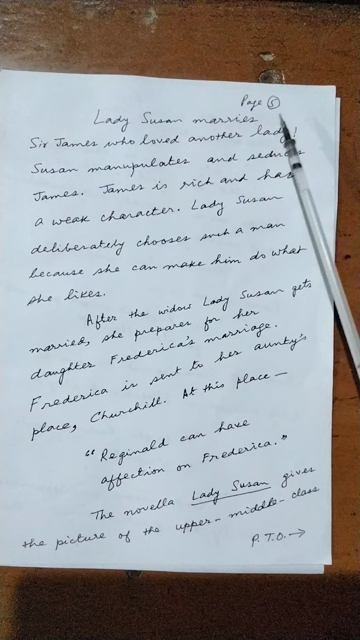 Page 5
Lady Susan marries
Sir James who loved another lady!
Susan manupulates and seduces
James. James is rich and has
a weak character. Lady Susan
deliberately chooses such a man
because she can make him do what
she likes.
After the widow Lady Susan gets
married, she prepares for her
daughter Frederica's marriage.
Frederica is sent to her aunty's
place, Churchill. At this place —
"Reginald can have
affection on Frederica."
The novella Lady Susan gives
the picture of the upper-middle-class
P.T.O. →